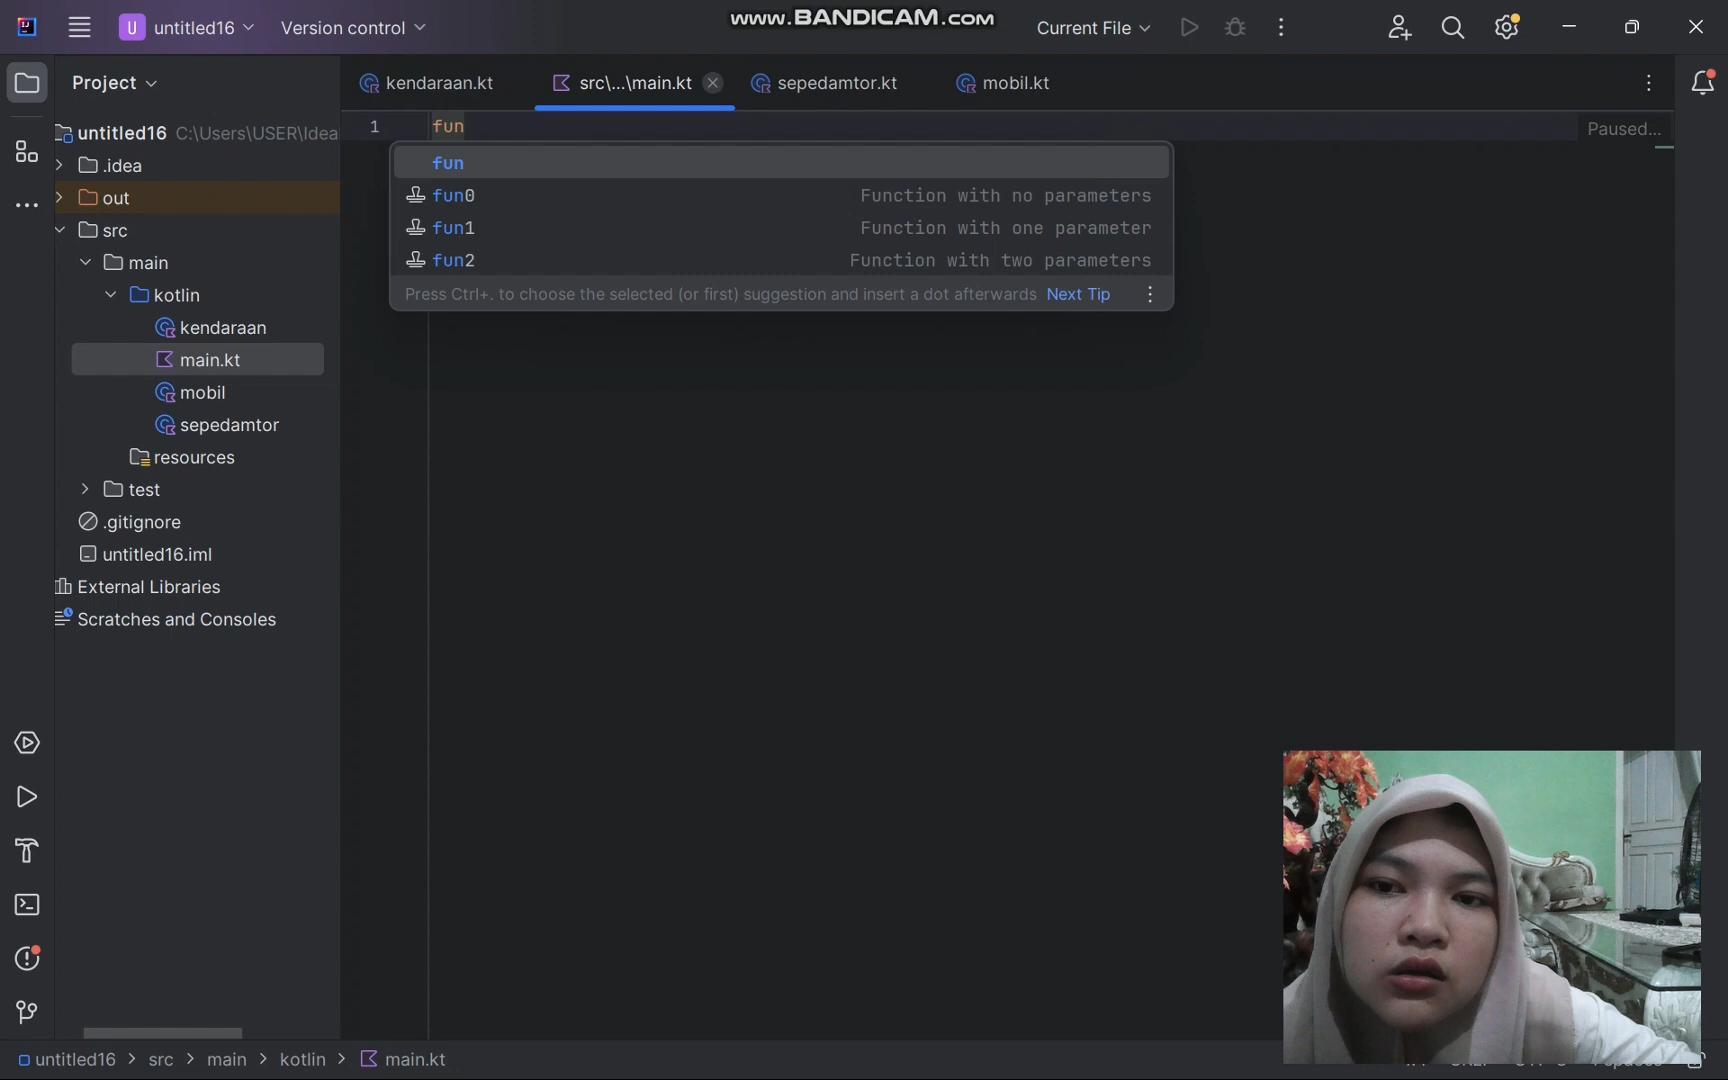 www.BANDICAM.com
U untitled16 Version control Current File
Project
kendaraan.kt src\...\main.kt sepedamtor.kt mobil.kt
untitled16 C:\Users\USER\Idea
.idea
out
src
main
kotlin
kendaraan
main.kt
mobil
sepedamtor
resources
test
.gitignore
untitled16.iml
External Libraries
Scratches and Consoles
1 fun Paused...
fun
fun0 Function with no parameters
fun1 Function with one parameter
fun2 Function with two parameters
Press Ctrl+. to choose the selected (or first) suggestion and insert a dot afterwards Next Tip
untitled16 > src > main > kotlin > main.kt